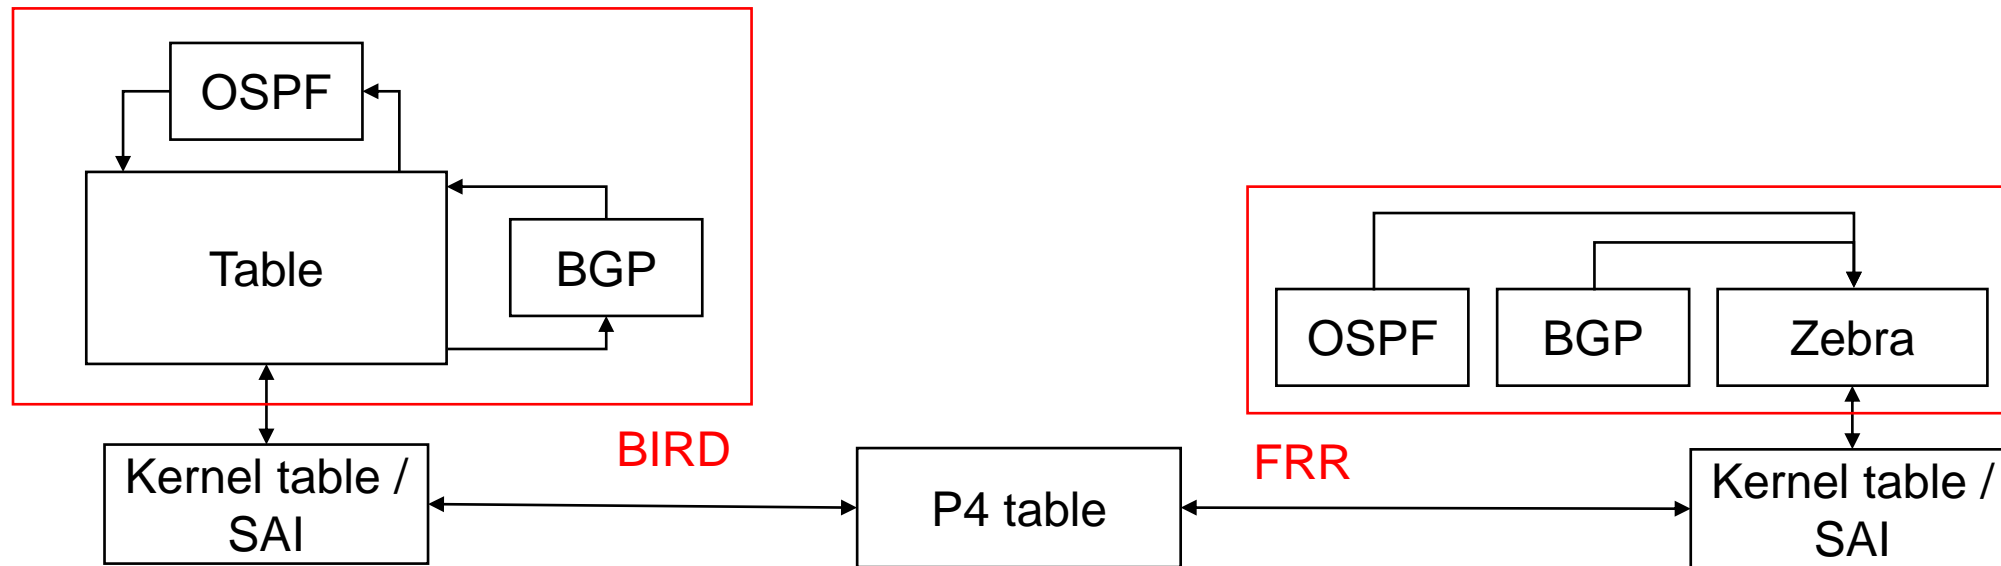 OSPF
Table
BGP
OSPF
BGP
Zebra
BIRD
FRR
Kernel table /
SAI
P4 table
Kernel table /
SAI